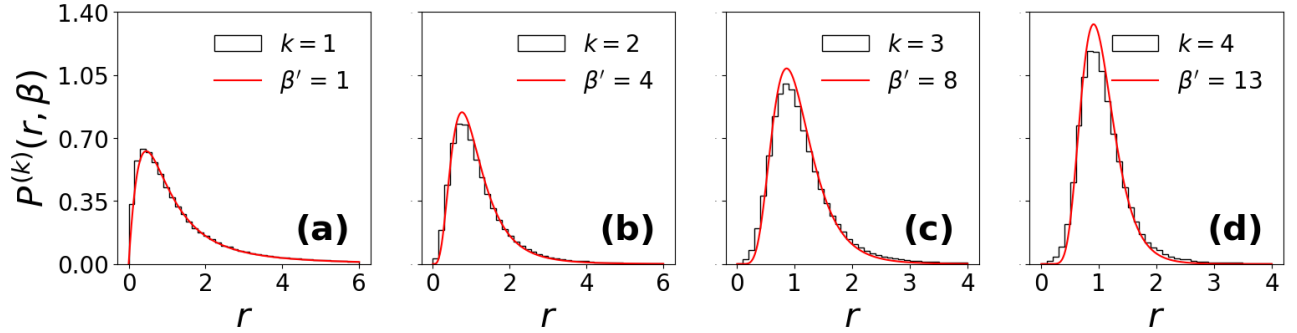 P^(k)(r, β)
1.40
1.05
0.70
0.35
0.00
k = 1
β′ = 1
(a)
0 2 4 6
r
k = 2
β′ = 4
(b)
0 2 4 6
r
k = 3
β′ = 8
(c)
0 1 2 3 4
r
k = 4
β′ = 13
(d)
0 1 2 3 4
r